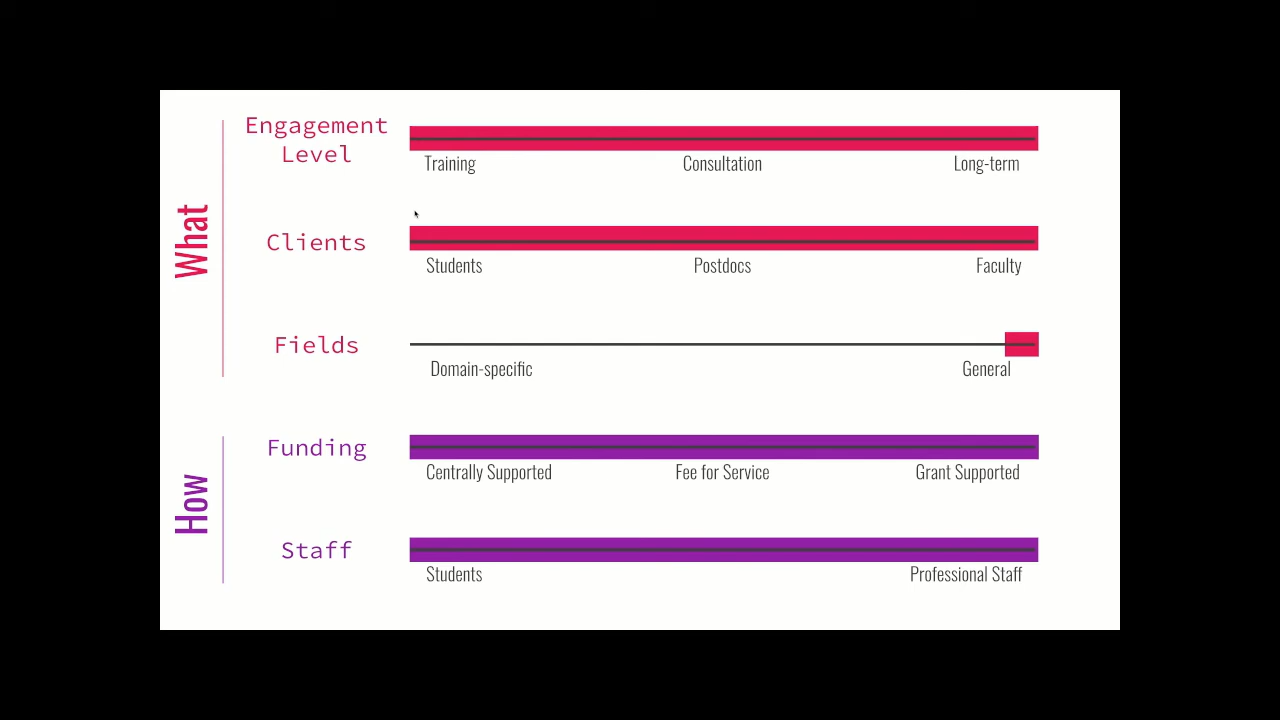 What
Engagement
Level
Training Consultation Long-term
Clients
Students Postdocs Faculty
Fields
Domain-specific General
How
Funding
Centrally Supported Fee for Service Grant Supported
Staff
Students Professional Staff